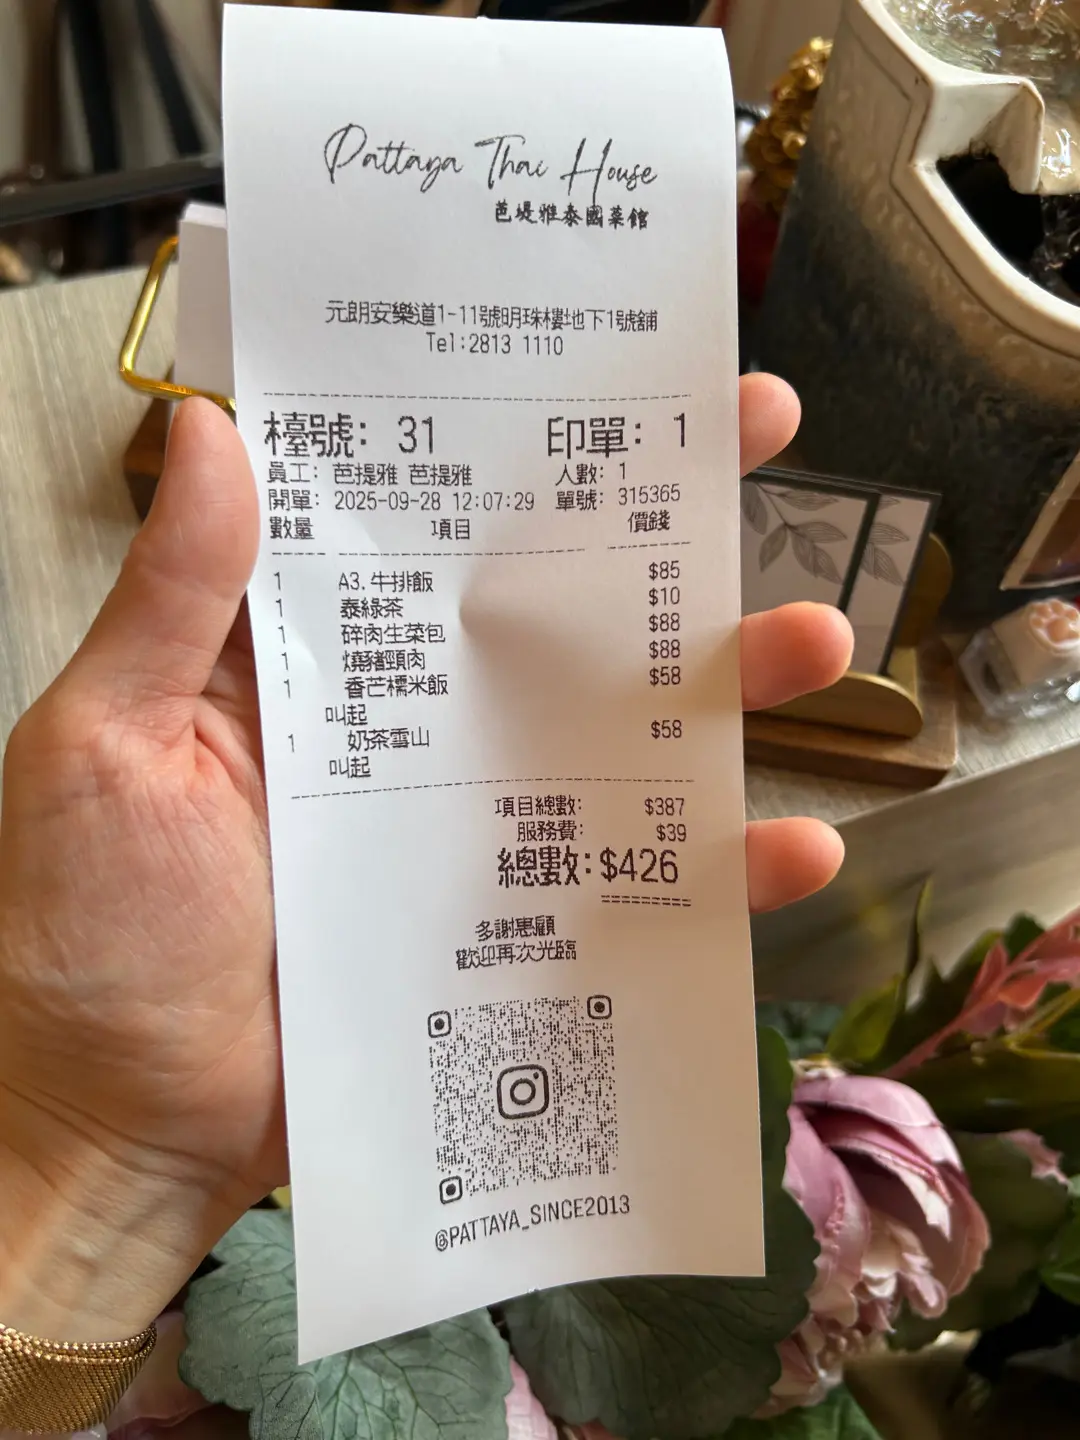 Pattaya Thai House
芭堤雅泰國菜館
元朗安樂道1-11號明珠樓地下1號舖
Tel:2813 1110
檯號: 31 印單: 1
員工: 芭提雅 芭提雅 人數: 1
開單: 2025-09-28 12:07:29 單號: 315365
數量 項目 價錢
1 A3. 牛排飯 $85
1 泰綠茶 $10
1 碎肉生菜包 $88
1 燒豬頸肉 $88
1 香芒糯米飯 $58
叫起
1 奶茶雪山 $58
叫起
項目總數: $387
服務費: $39
總數: $426
多謝惠顧
歡迎再次光臨
@PATTAYA_SINCE2013